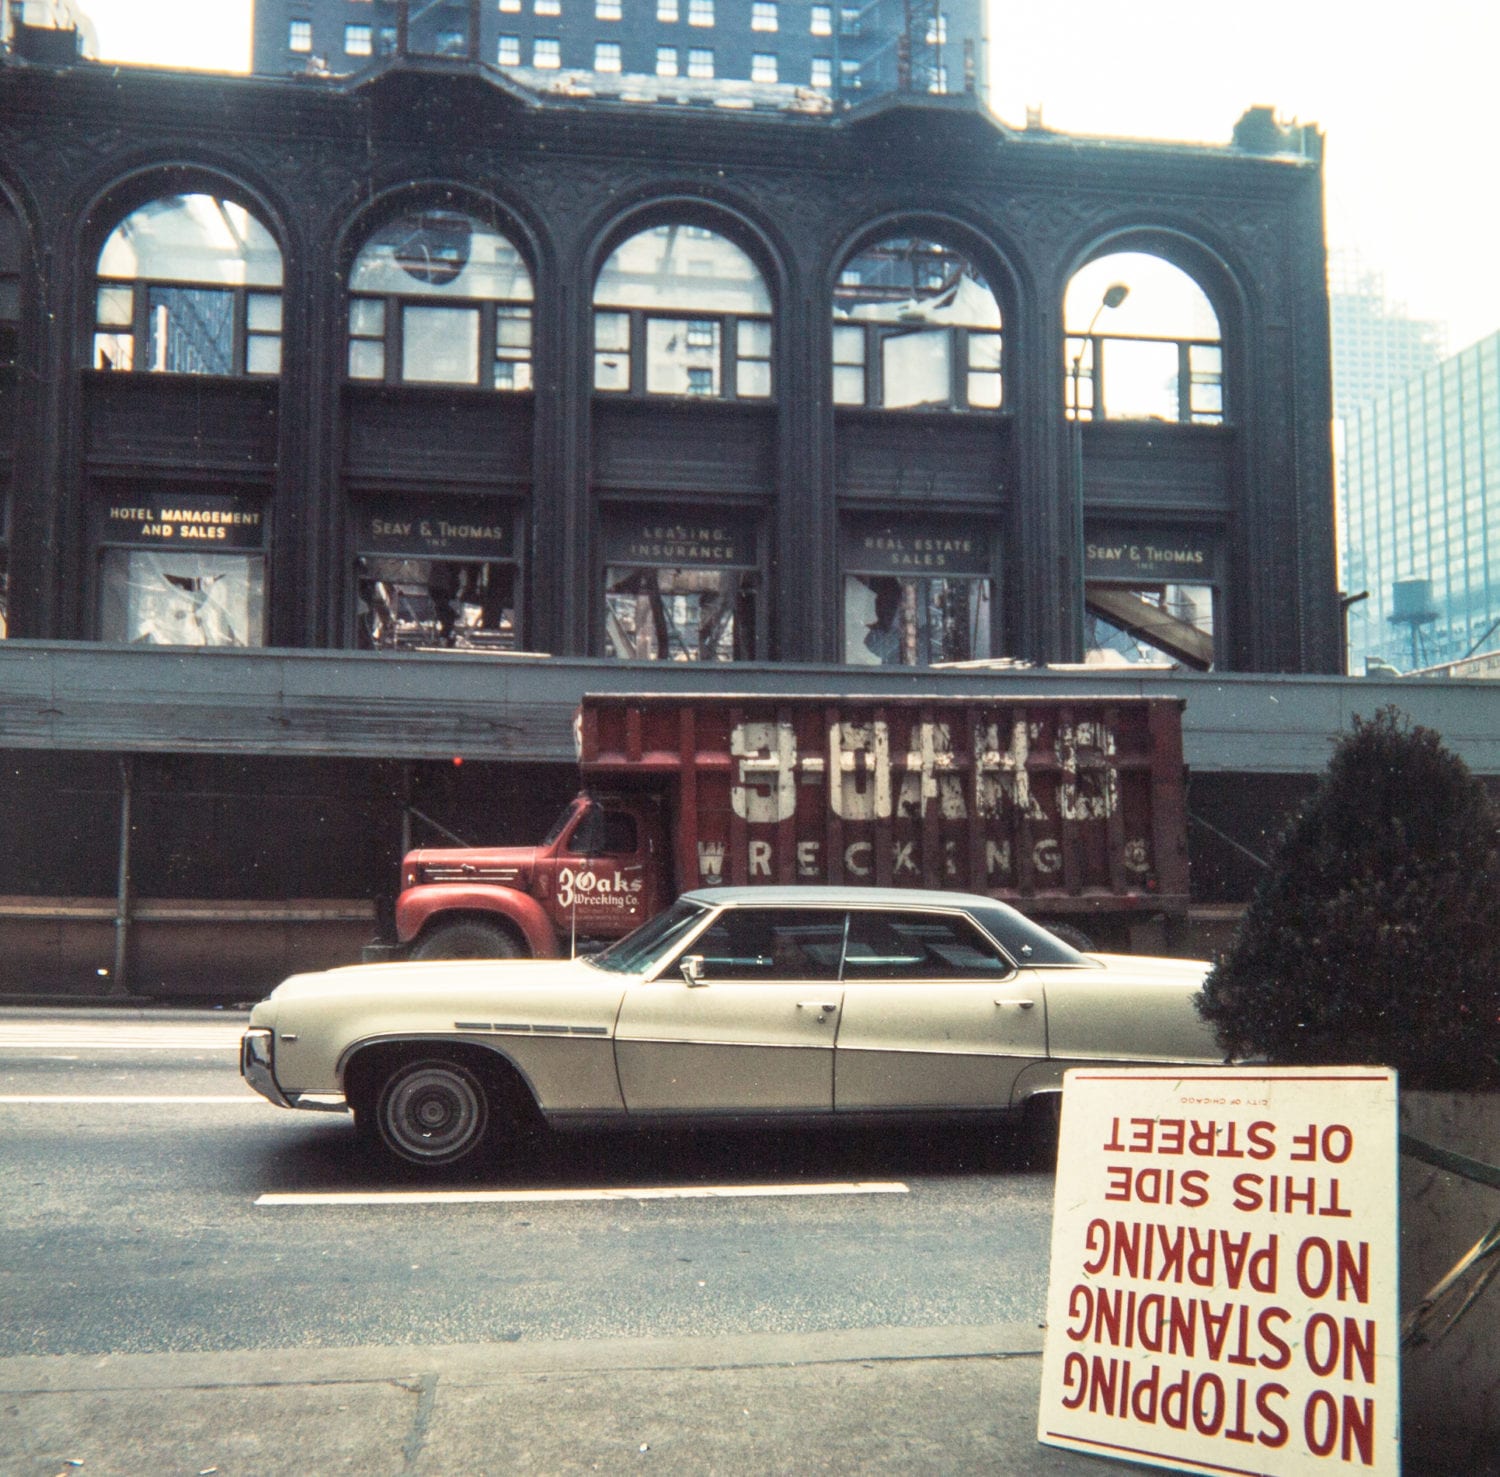 HOTEL MANAGEMENT
AND SALES
SEAY & THOMAS
INC.
LEASING
INSURANCE
REAL ESTATE
SALES
SEAY & THOMAS
INC.
3-OAKS
WRECKING
3 Oaks
Wrecking Co.
NO STOPPING
NO STANDING
NO PARKING
THIS SIDE
OF STREET
CITY OF CHICAGO